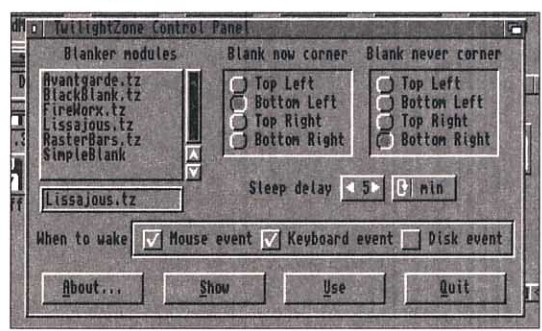 TwilightZone Control Panel
Blanker modules
Avantgarde.tz
BlackBlank.tz
FireWorx.tz
Lissajous.tz
RasterBars.tz
SimpleBlank
Lissajous.tz
Blank now corner
Top Left
Bottom Left
Top Right
Bottom Right
Blank never corner
Top Left
Bottom Left
Top Right
Bottom Right
Sleep delay 5 min
When to wake Mouse event Keyboard event Disk event
About... Show Use Quit